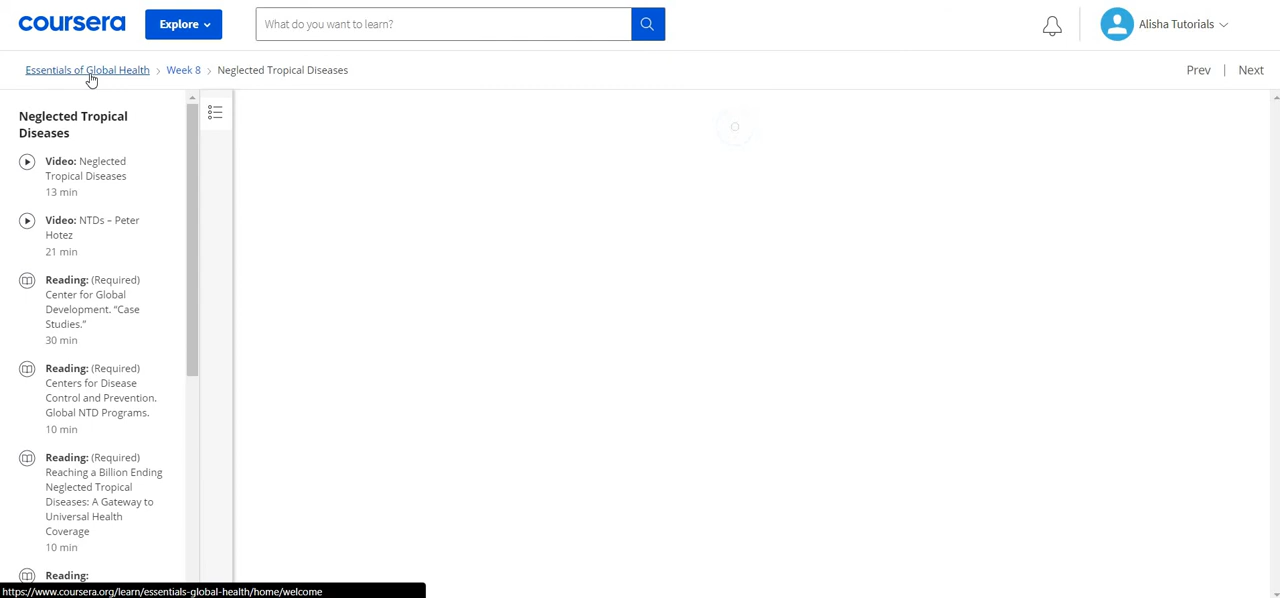 coursera
Explore
What do you want to learn?
Alisha Tutorials
Essentials of Global Health > Week 8 > Neglected Tropical Diseases
Prev | Next
Neglected Tropical
Diseases
Video: Neglected
Tropical Diseases
13 min
Video: NTDs – Peter
Hotez
21 min
Reading: (Required)
Center for Global
Development. “Case
Studies.”
30 min
Reading: (Required)
Centers for Disease
Control and Prevention.
Global NTD Programs.
10 min
Reading: (Required)
Reaching a Billion Ending
Neglected Tropical
Diseases: A Gateway to
Universal Health
Coverage
10 min
Reading:
https://www.coursera.org/learn/essentials-global-health/home/welcome